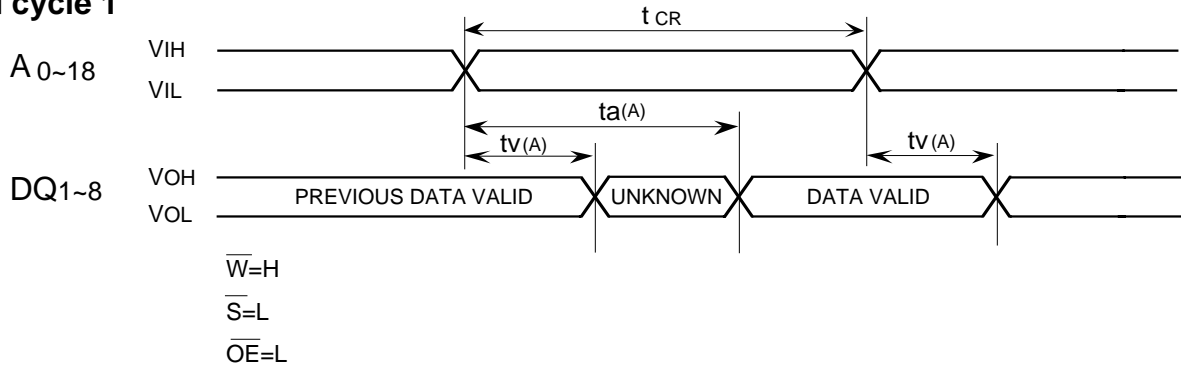 cycle 1
t CR
A 0~18
VIH
VIL
ta(A)
tv(A)
tv(A)
DQ1~8
VOH
VOL
PREVIOUS DATA VALID
UNKNOWN
DATA VALID
W̅=H
S̅=L
O̅E̅=L